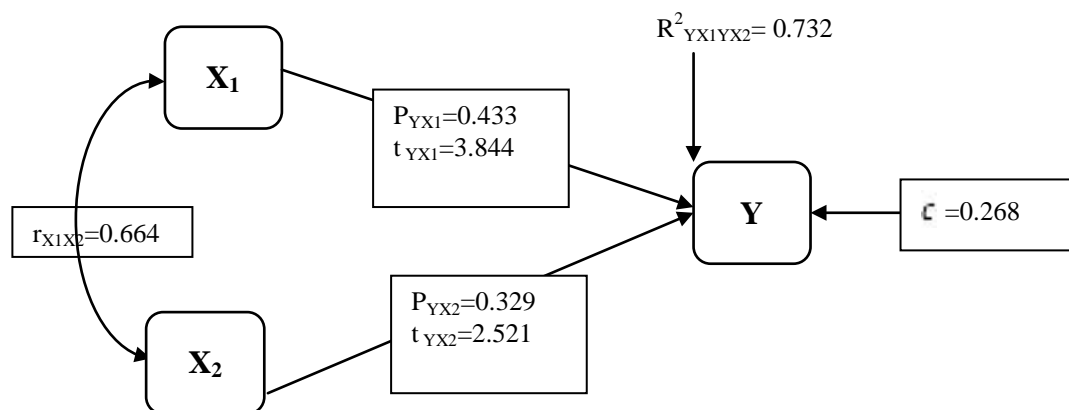 R²YX1YX2= 0.732
X₁
PYX1=0.433
tYX1=3.844
Y
=0.268
rX1X2=0.664
PYX2=0.329
tYX2=2.521
X₂